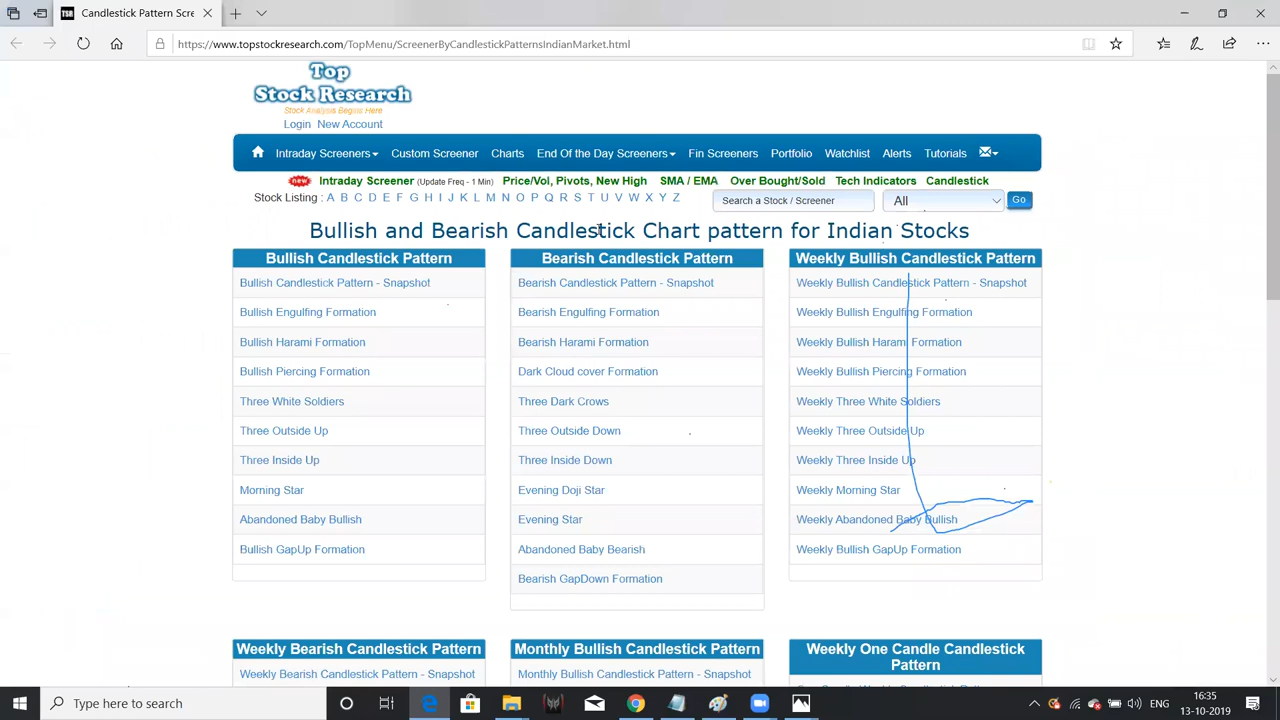 TSR Candlestick Pattern Scre
https://www.topstockresearch.com/TopMenu/ScreenerByCandlestickPatternsIndianMarket.html
Top
Stock Research
Stock Analysis Begins Here
Login New Account
Intraday Screeners Custom Screener Charts End Of the Day Screeners Fin Screeners Portfolio Watchlist Alerts Tutorials
new Intraday Screener (Update Freq - 1 Min) Price/Vol, Pivots, New High SMA / EMA Over Bought/Sold Tech Indicators Candlestick
Stock Listing : A B C D E F G H I J K L M N O P Q R S T U V W X Y Z Search a Stock / Screener All Go
Bullish and Bearish Candlestick Chart pattern for Indian Stocks
Bullish Candlestick Pattern
Bullish Candlestick Pattern - Snapshot
Bullish Engulfing Formation
Bullish Harami Formation
Bullish Piercing Formation
Three White Soldiers
Three Outside Up
Three Inside Up
Morning Star
Abandoned Baby Bullish
Bullish GapUp Formation
Bearish Candlestick Pattern
Bearish Candlestick Pattern - Snapshot
Bearish Engulfing Formation
Bearish Harami Formation
Dark Cloud cover Formation
Three Dark Crows
Three Outside Down
Three Inside Down
Evening Doji Star
Evening Star
Abandoned Baby Bearish
Bearish GapDown Formation
Weekly Bullish Candlestick Pattern
Weekly Bullish Candlestick Pattern - Snapshot
Weekly Bullish Engulfing Formation
Weekly Bullish Harami Formation
Weekly Bullish Piercing Formation
Weekly Three White Soldiers
Weekly Three Outside Up
Weekly Three Inside Up
Weekly Morning Star
Weekly Abandoned Baby Bullish
Weekly Bullish GapUp Formation
Weekly Bearish Candlestick Pattern
Weekly Bearish Candlestick Pattern - Snapshot
Monthly Bullish Candlestick Pattern
Monthly Bullish Candlestick Pattern - Snapshot
Weekly One Candle Candlestick
Pattern
Type here to search
ENG
16:35
13-10-2019